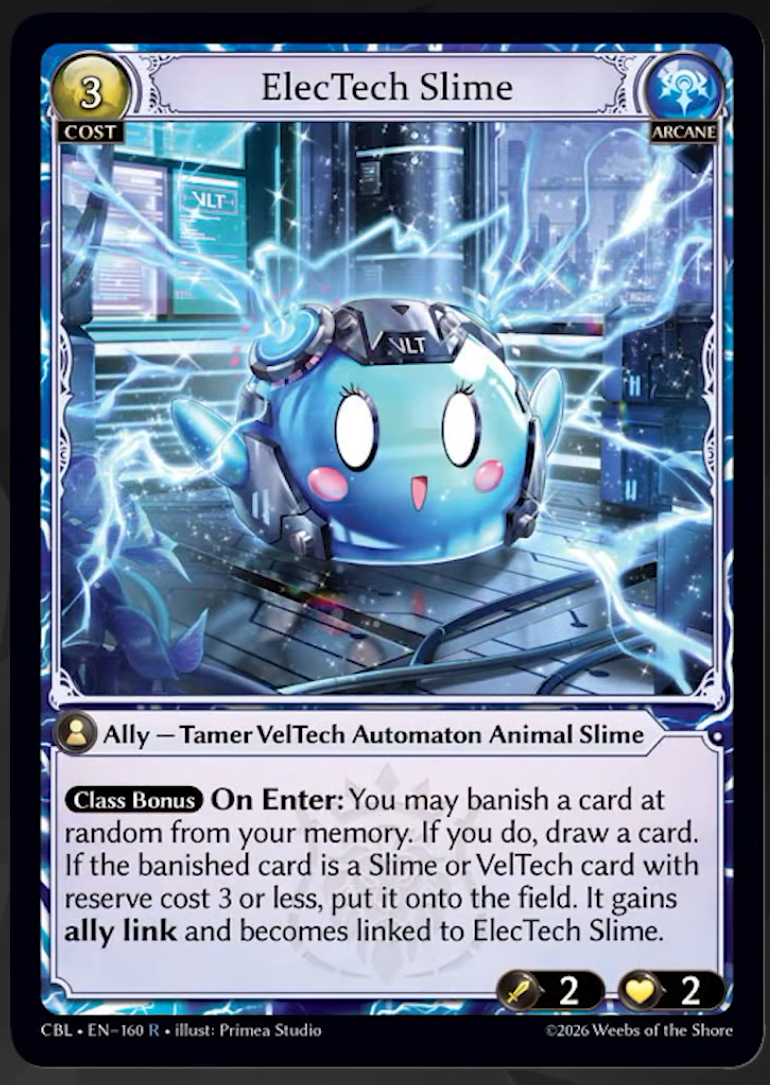 3
ElecTech Slime
COST
ARCANE
VLT
VLT
Ally — Tamer VelTech Automaton Animal Slime
Class Bonus On Enter: You may banish a card at
random from your memory. If you do, draw a card.
If the banished card is a Slime or VelTech card with
reserve cost 3 or less, put it onto the field. It gains
ally link and becomes linked to ElecTech Slime.
2
2
CBL • EN-160 R • illust: Primea Studio
©2026 Weebs of the Shore